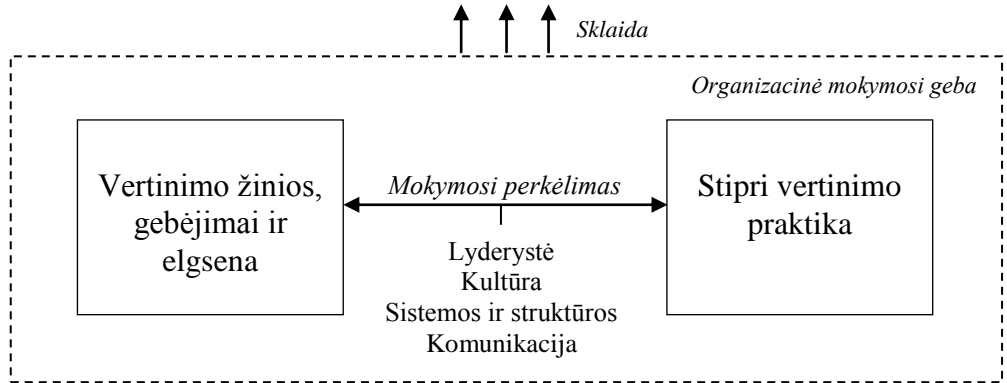 Sklaida
Organizacinė mokymosi geba
Vertinimo žinios,
gebėjimai ir
elgsena
Mokymosi perkėlimas
Lyderystė
Kultūra
Sistemos ir struktūros
Komunikacija
Stipri vertinimo
praktika